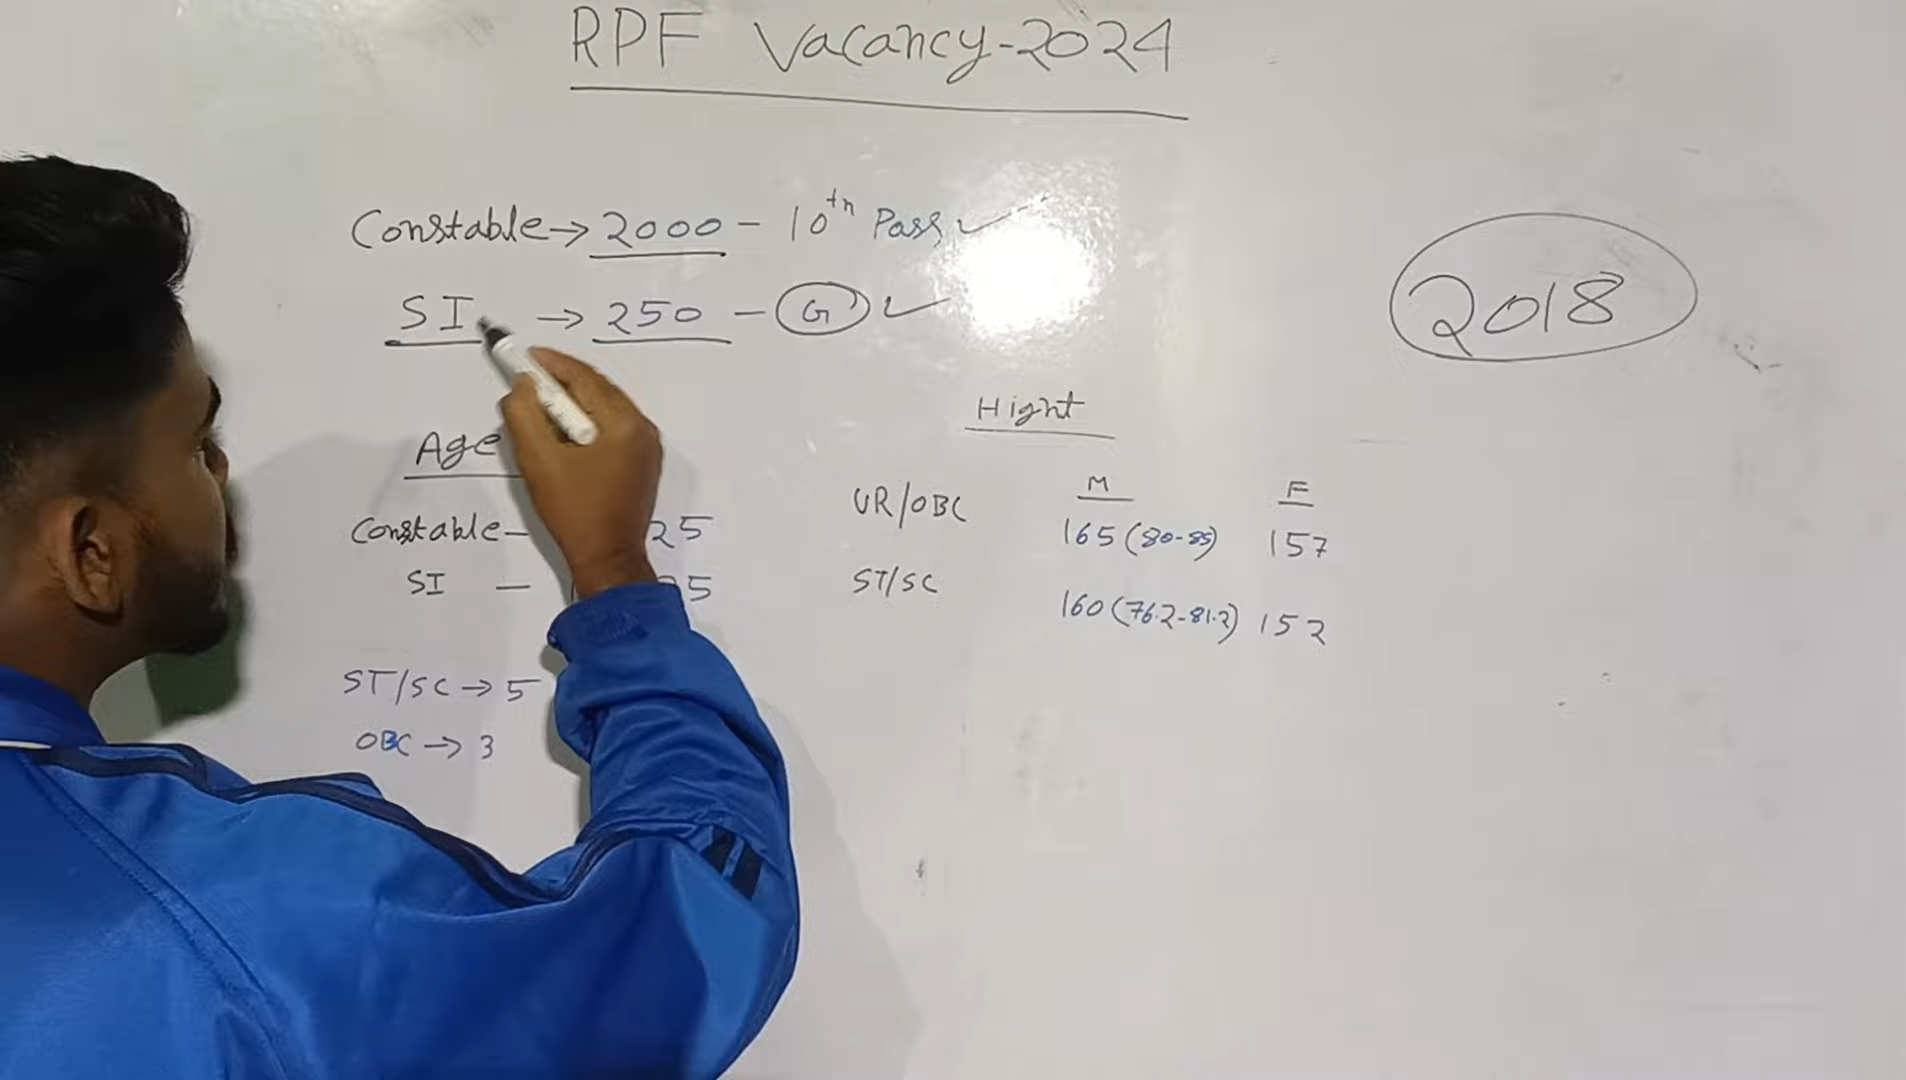 RPF Vacancy-2024
Constable → 2000 - 10th Pass ✓
SI → 250 - G ✓
2018
Age
Constable - 25
SI - 25
ST/SC → 5
OBC → 3
Hight
M F
UR/OBC 165 (80-85) 157
ST/SC 160 (76.2-81.2) 152